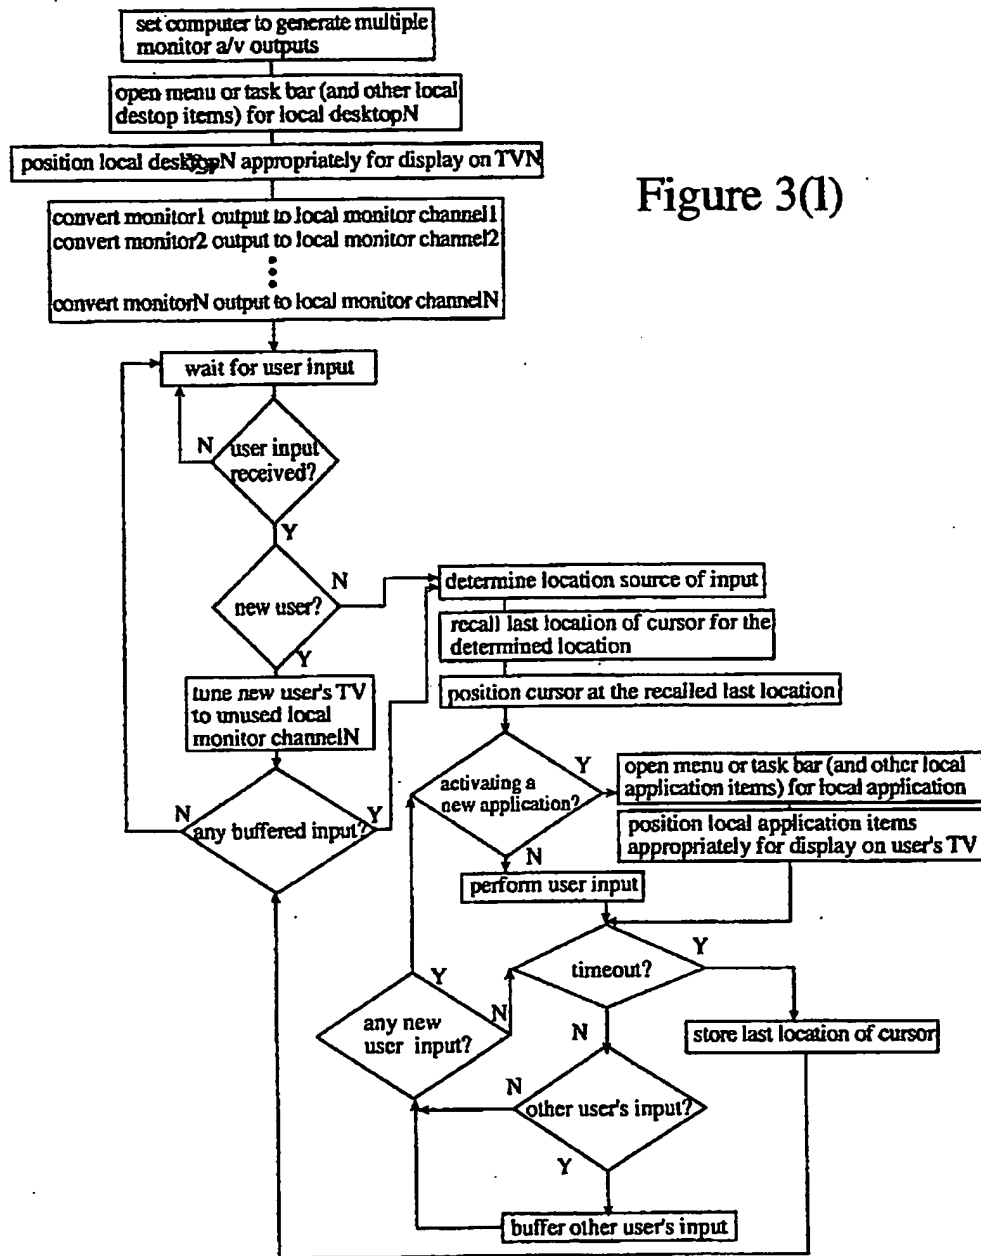 set computer to generate multiple
monitor a/v outputs
open menu or task bar (and other local
destop items) for local desktopN
position local desktopN appropriately for display on TVN
Figure 3(l)
convert monitor1 output to local monitor channel1
convert monitor2 output to local monitor channel2
convert monitorN output to local monitor channelN
wait for user input
N
user input
received?
Y
new user?
N
Y
determine location source of input
recall last location of cursor for the
determined location
position cursor at the recalled last location
tune new user's TV
to unused local
monitor channelN
N
any buffered input?
Y
activating a
new application?
Y
N
open menu or task bar (and other local
application items) for local application
position local application items
appropriately for display on user's TV
perform user input
timeout?
Y
N
any new
user input?
Y
N
store last location of cursor
other user's input?
N
Y
buffer other user's input